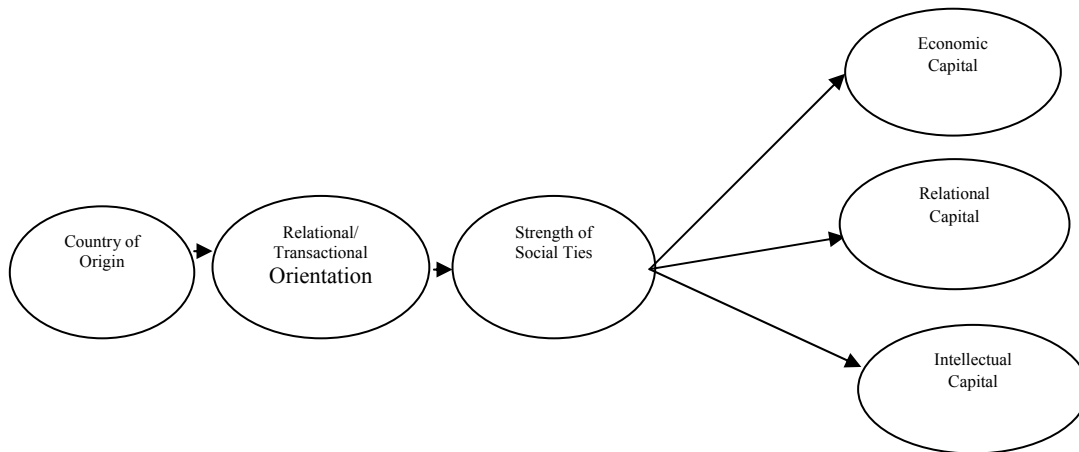 Country of
Origin
Relational/
Transactional
Orientation
Strength of
Social Ties
Economic
Capital
Relational
Capital
Intellectual
Capital